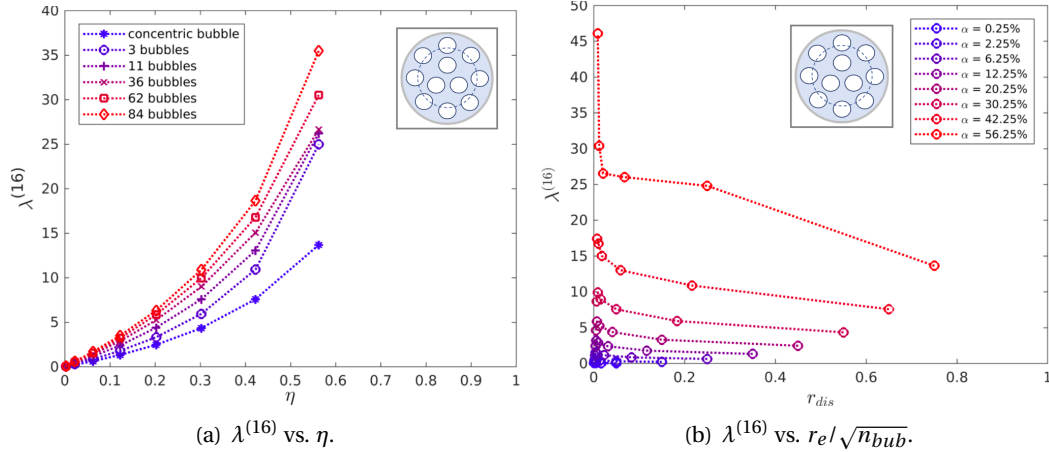 concentric bubble
3 bubbles
11 bubbles
36 bubbles
62 bubbles
84 bubbles
40
35
30
25
20
15
10
5
0
λ(16)
0 0.1 0.2 0.3 0.4 0.5 0.6 0.7 0.8 0.9 1
η
(a) λ(16) vs. η.
α = 0.25%
α = 2.25%
α = 6.25%
α = 12.25%
α = 20.25%
α = 30.25%
α = 42.25%
α = 56.25%
50
45
40
35
30
25
20
15
10
5
0
λ(16)
0 0.2 0.4 0.6 0.8 1
r_dis
(b) λ(16) vs. r_e/√n_bub.